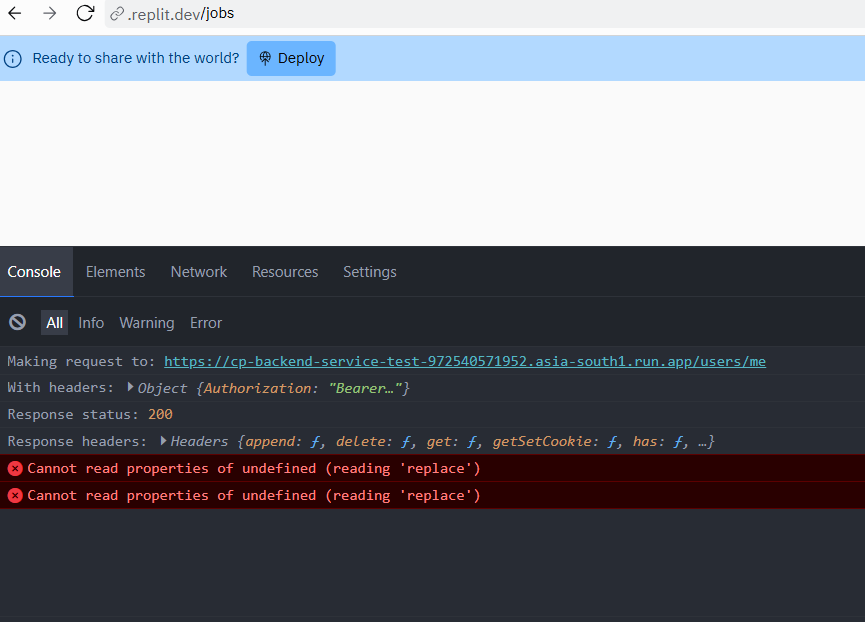 .replit.dev/jobs
Ready to share with the world? Deploy
Console Elements Network Resources Settings
All Info Warning Error
Making request to: https://cp-backend-service-test-972540571952.asia-south1.run.app/users/me
With headers: Object {Authorization: "Bearer…"}
Response status: 200
Response headers: Headers {append: ƒ, delete: ƒ, get: ƒ, getSetCookie: ƒ, has: ƒ, …}
Cannot read properties of undefined (reading 'replace')
Cannot read properties of undefined (reading 'replace')